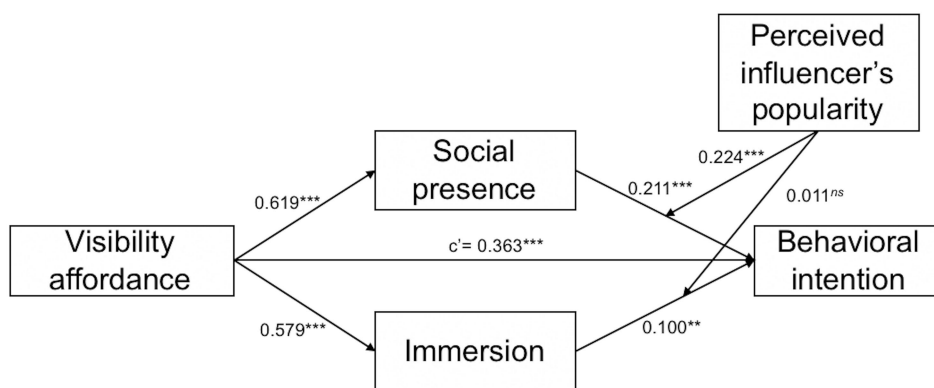 Perceived
influencer's
popularity
Social
presence
0.224***
0.211***
0.011ns
0.619***
Visibility
affordance
c'= 0.363***
Behavioral
intention
0.579***
Immersion
0.100**